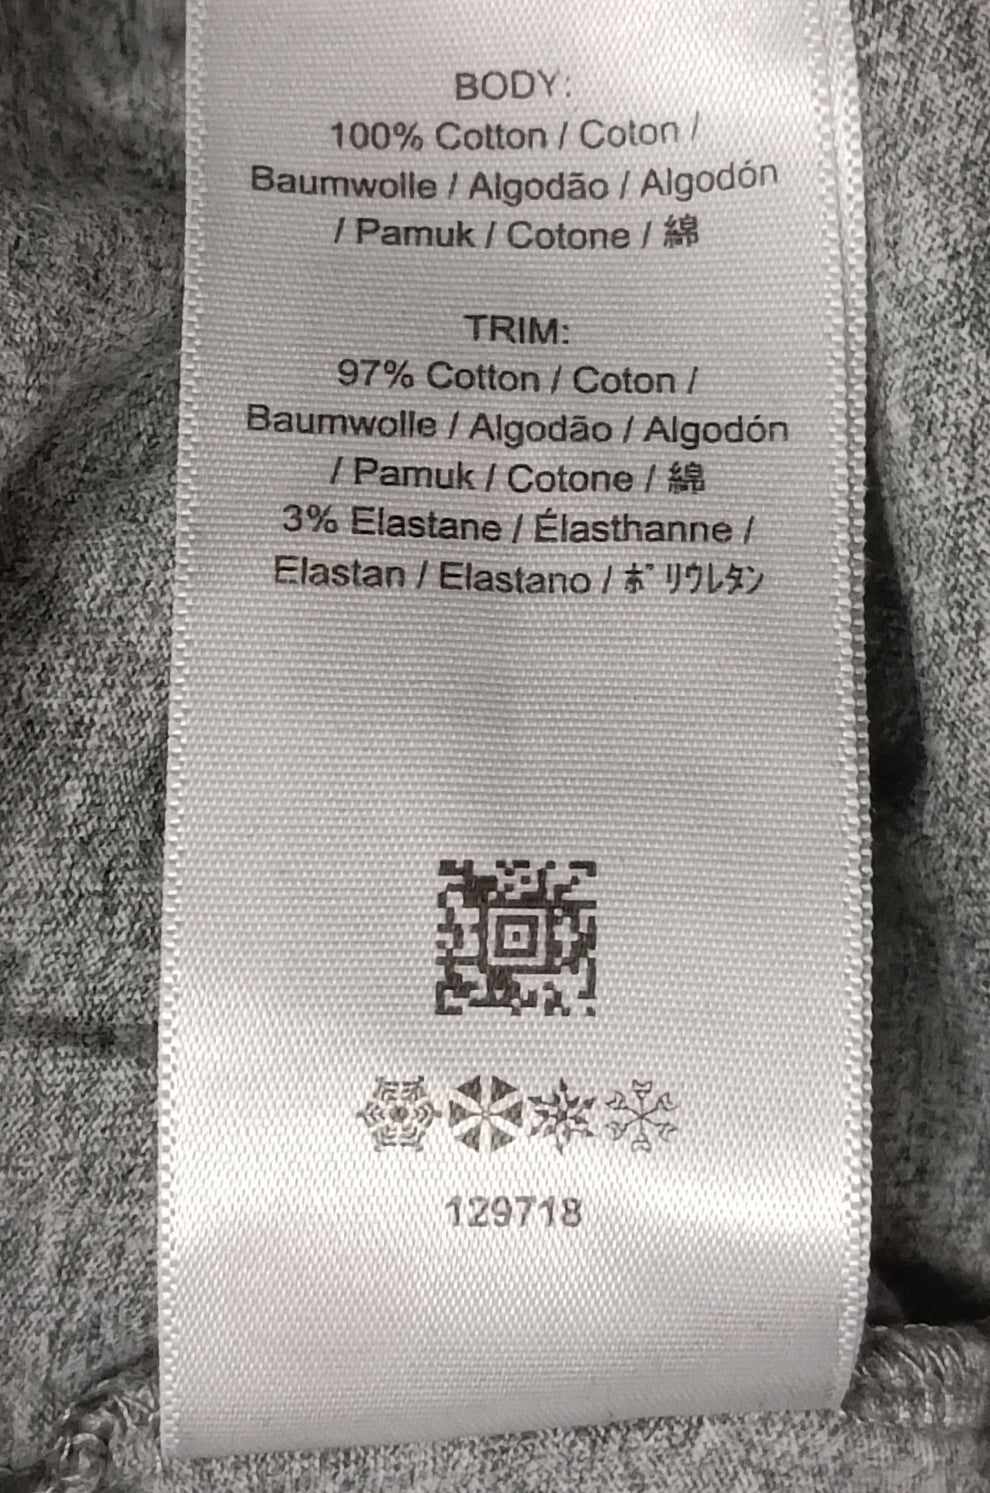 BODY:
100% Cotton / Coton /
Baumwolle / Algodão / Algodón
/ Pamuk / Cotone / 綿
TRIM:
97% Cotton / Coton /
Baumwolle / Algodão / Algodón
/ Pamuk / Cotone / 綿
3% Elastane / Élasthanne /
Elastan / Elastano / ﾎﾟﾘｳﾚﾀﾝ
129718